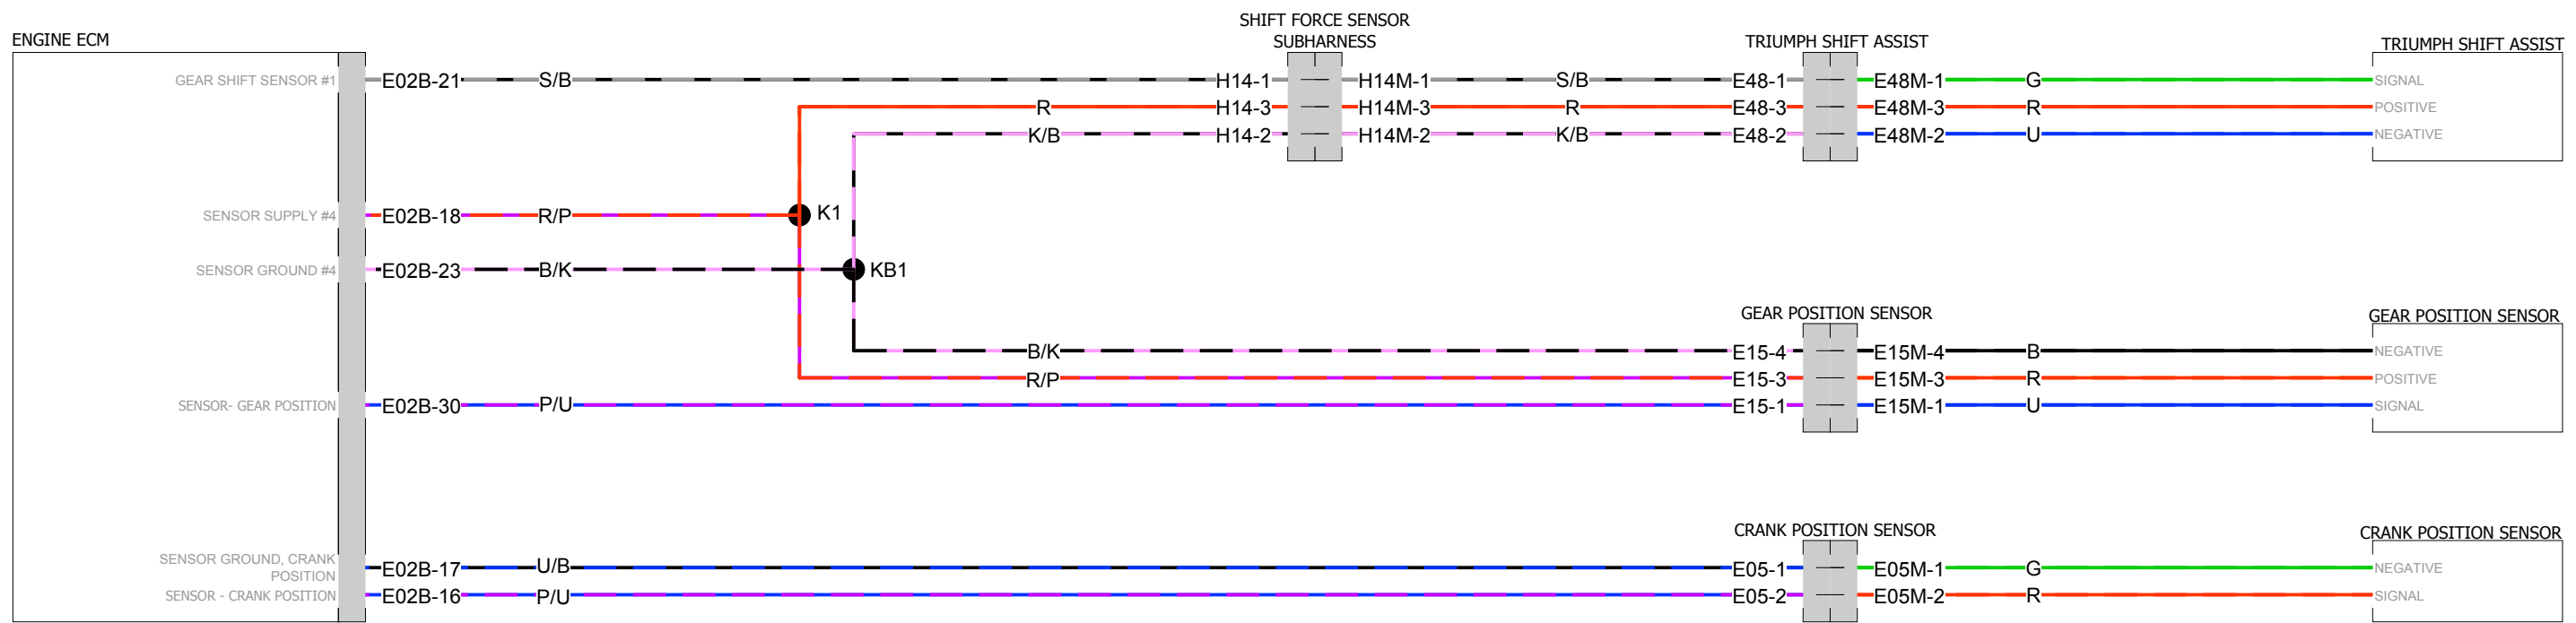 SHIFT FORCE SENSOR
SUBHARNESS
ENGINE ECM
TRIUMPH SHIFT ASSIST
TRIUMPH SHIFT ASSIST
GEAR SHIFT SENSOR #1 E02B-21 S/B H14-1 H14M-1 S/B E48-1 E48M-1 G SIGNAL
R H14-3 H14M-3 R E48-3 E48M-3 R POSITIVE
K/B H14-2 H14M-2 K/B E48-2 E48M-2 U NEGATIVE
SENSOR SUPPLY #4 E02B-18 R/P K1
SENSOR GROUND #4 E02B-23 B/K KB1
GEAR POSITION SENSOR
GEAR POSITION SENSOR
B/K E15-4 E15M-4 B NEGATIVE
R/P E15-3 E15M-3 R POSITIVE
SENSOR- GEAR POSITION E02B-30 P/U E15-1 E15M-1 U SIGNAL
CRANK POSITION SENSOR
CRANK POSITION SENSOR
SENSOR GROUND, CRANK
POSITION E02B-17 U/B E05-1 E05M-1 G NEGATIVE
SENSOR - CRANK POSITION E02B-16 P/U E05-2 E05M-2 R SIGNAL